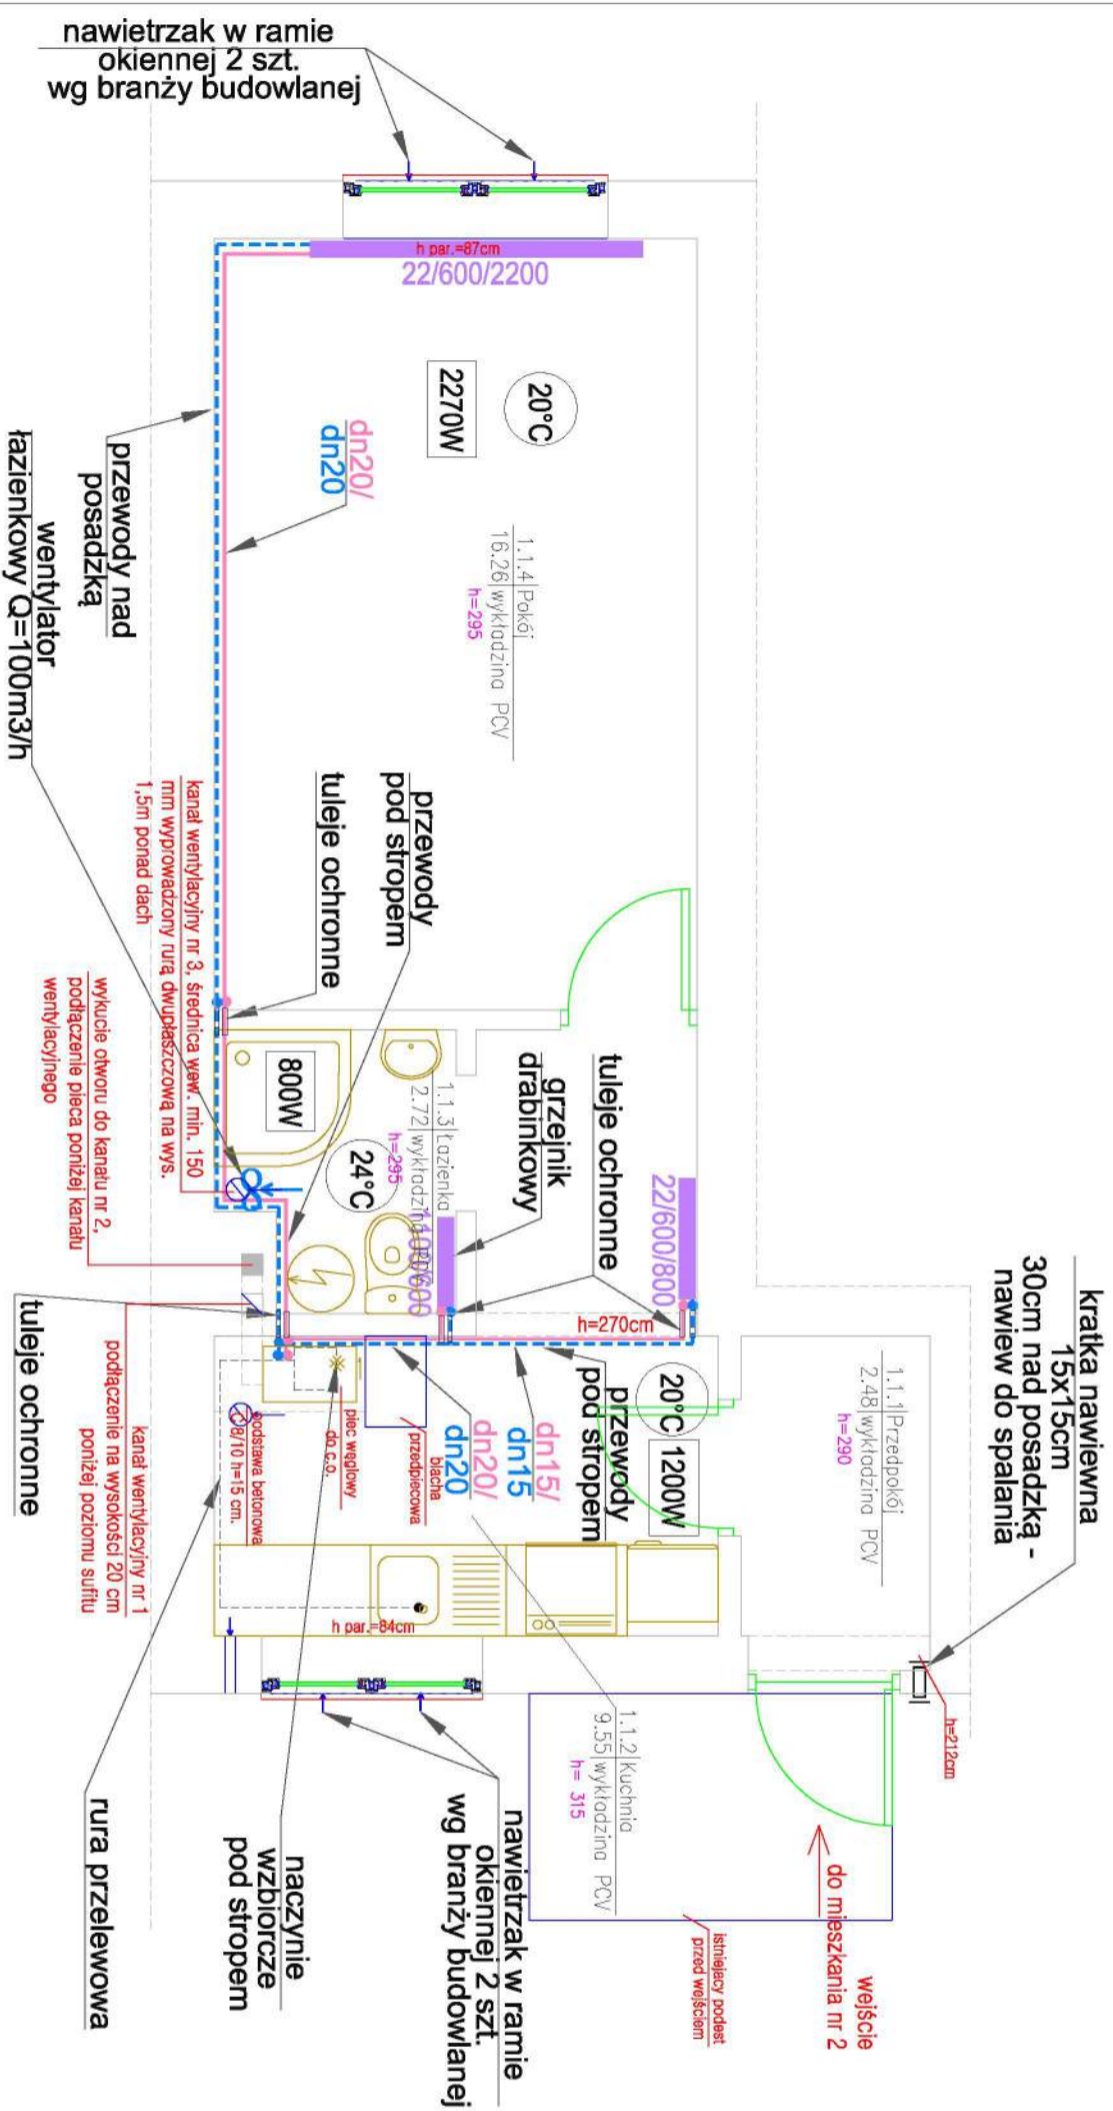 nawietrzak w ramie
okiennej 2 szt.
wg branży budowlanej
h par.=87cm
22/600/2200
20°C
2270W
dn20/
dn20
1.1.4 Pokój
16.26 wykładzina PCV
h=295
przewody nad
posadzką
wentylator
łazienkowy Q=100m3/h
kanał wentylacyjny nr 3, średnica wew. min. 150
mm wyprowadzony rurą dwupłaszczową na wys.
1,5m ponad dach
przewody
pod stropem
tuleje ochronne
wykucie otworu do kanału nr 2,
podłączenie pieca poniżej kanału
wentylacyjnego
800W
24°C
1.1.3 Łazienka
2.72 wykładzina
h=295
grzejnik
drabinkowy
tuleje ochronne
22/600/800
h=270cm
kratka nawiewna
15x15cm
30cm nad posadzką -
nawiew do spalania
tuleje ochronne
kanał wentylacyjny nr 1
podłączenie na wysokości 20 cm
poniżej poziomu sufitu
podstawa betonowa
C8/10 h=15 cm.
piec węglowy
do c.o.
blacha
przedpiecowa
dn20/
dn20
dn15/
dn15
przewody
pod stropem
20°C
1200W
1.1.1 Przedpokój
2.48 wykładzina PCV
h=290
h par.=84cm
h=212cm
1.1.2 Kuchnia
9.55 wykładzina PCV
h= 315
rura przelewowa
naczynie
wzbiorcze
pod stropem
nawietrzak w ramie
okiennej 2 szt.
wg branży budowlanej
istniejacy podest
przed wejściem
wejście
do mieszkania nr 2